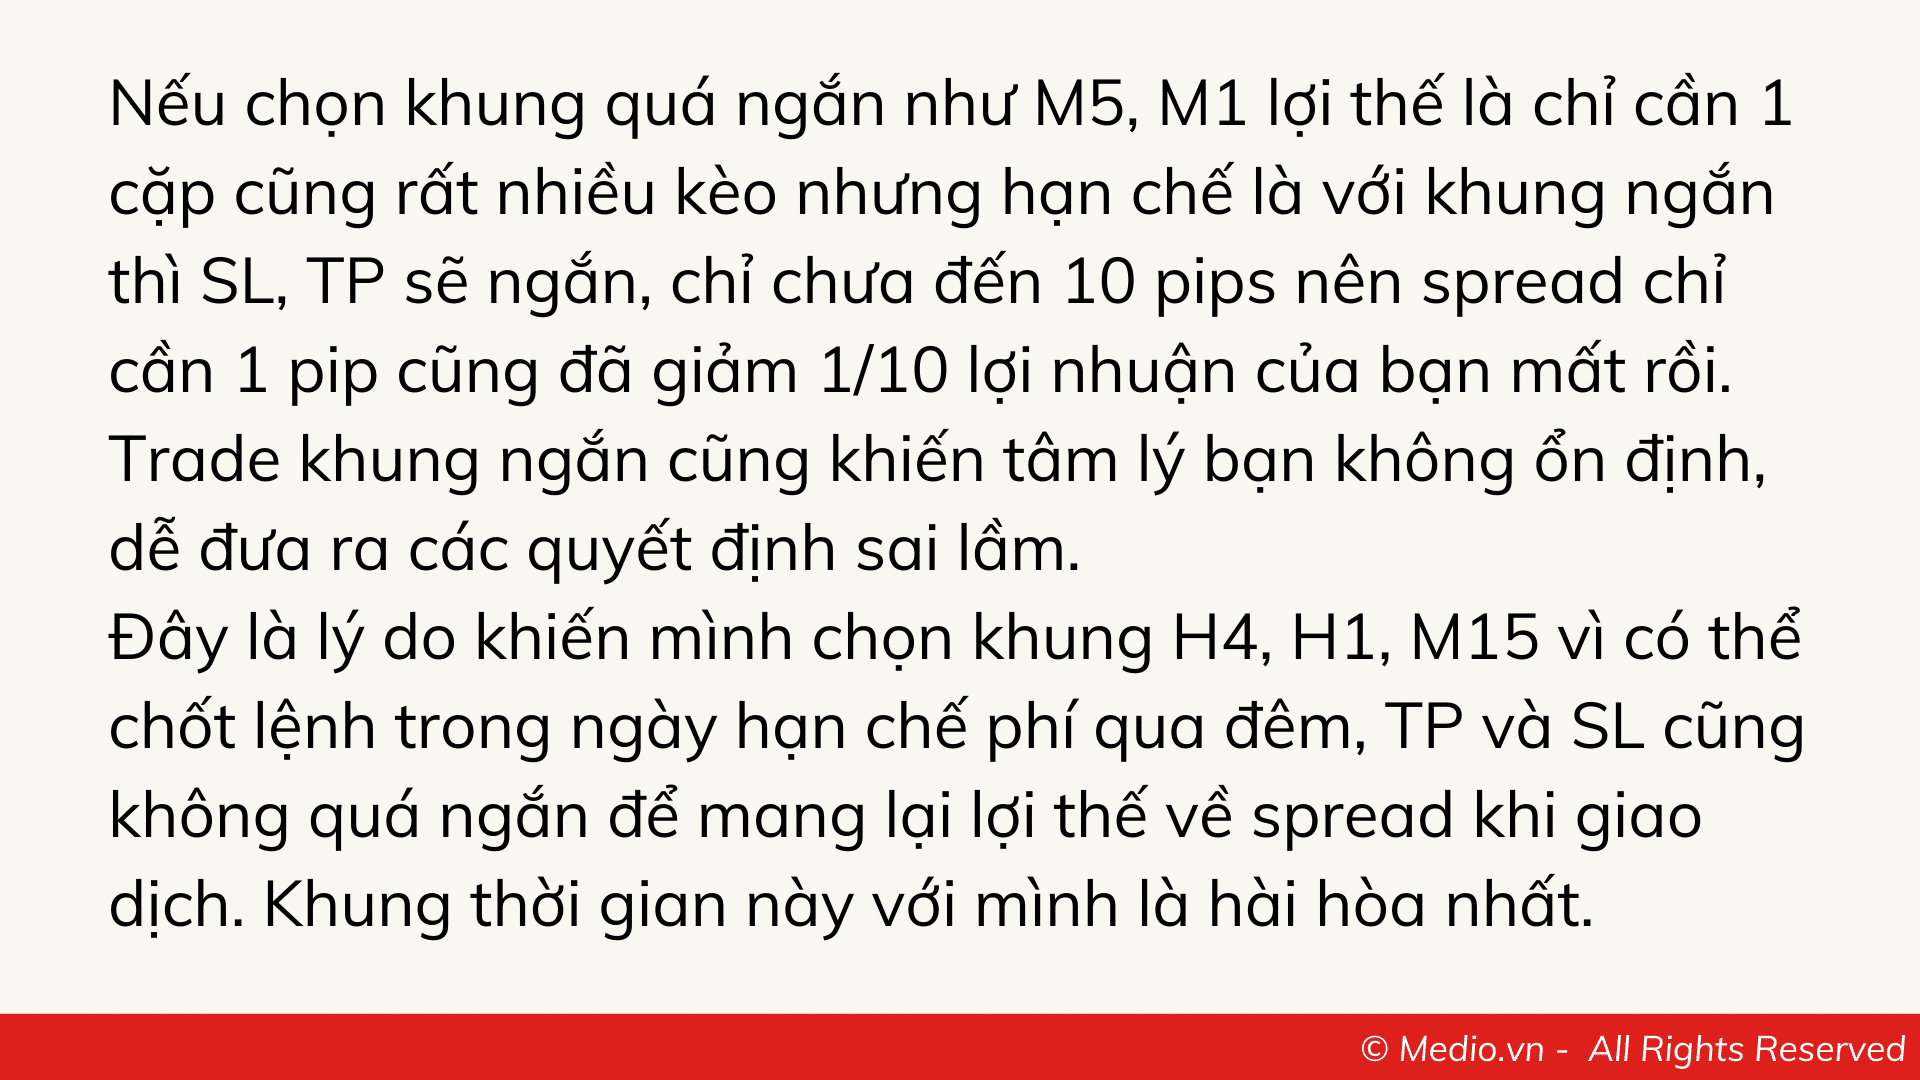 Nếu chọn khung quá ngắn như M5, M1 lợi thế là chỉ cần 1
cặp cũng rất nhiều kèo nhưng hạn chế là với khung ngắn
thì SL, TP sẽ ngắn, chỉ chưa đến 10 pips nên spread chỉ
cần 1 pip cũng đã giảm 1/10 lợi nhuận của bạn mất rồi.
Trade khung ngắn cũng khiến tâm lý bạn không ổn định,
dễ đưa ra các quyết định sai lầm.
Đây là lý do khiến mình chọn khung H4, H1, M15 vì có thể
chốt lệnh trong ngày hạn chế phí qua đêm, TP và SL cũng
không quá ngắn để mang lại lợi thế về spread khi giao
dịch. Khung thời gian này với mình là hài hòa nhất.
© Medio.vn - All Rights Reserved